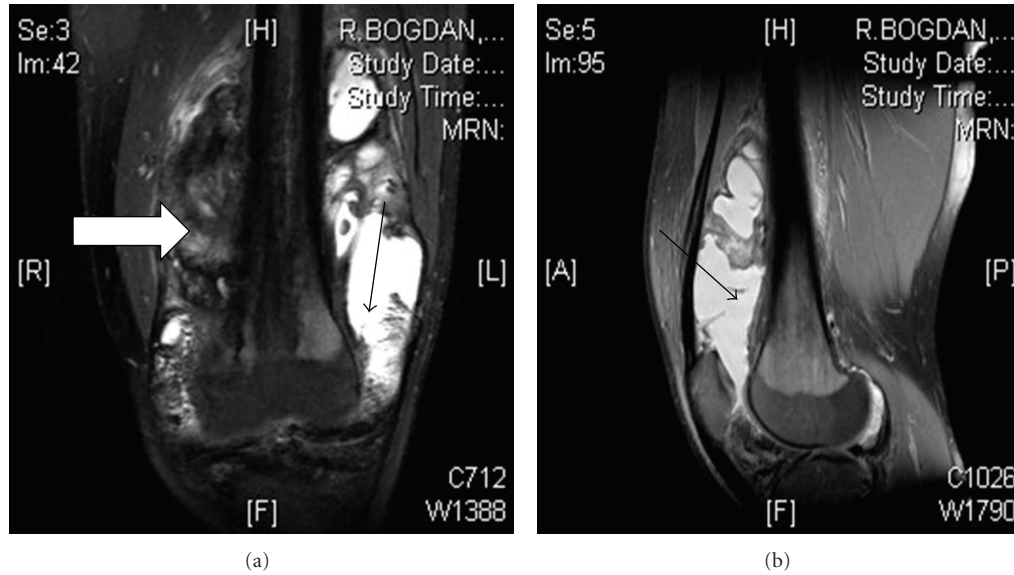 Se:3 [H] R.BOGDAN,...
Im:42 Study Date:...
Study Time:...
MRN:
[R] [L]
C712
[F] W1388
(a)
Se:5 [H] R.BOGDAN,...
Im:95 Study Date:...
Study Time:...
MRN:
[A] [P]
C1026
[F] W1790
(b)